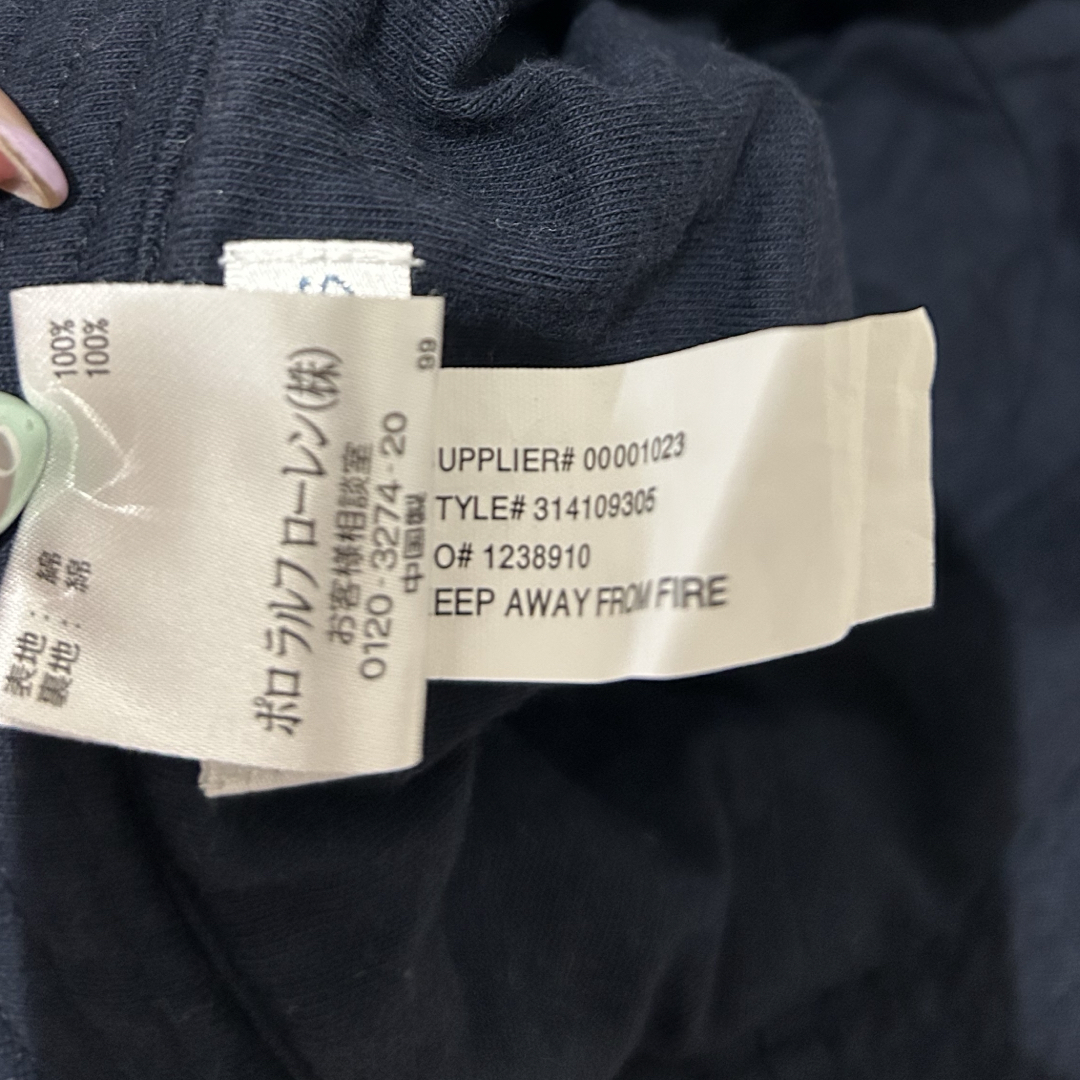 表地: 綿 100%
裏地: 綿 100%
ポロラルフローレン(株)
お客様相談室
0120-3274-20
中国製 99
UPPLIER# 00001023
TYLE# 314109305
O# 1238910
EEP AWAY FROM FIRE